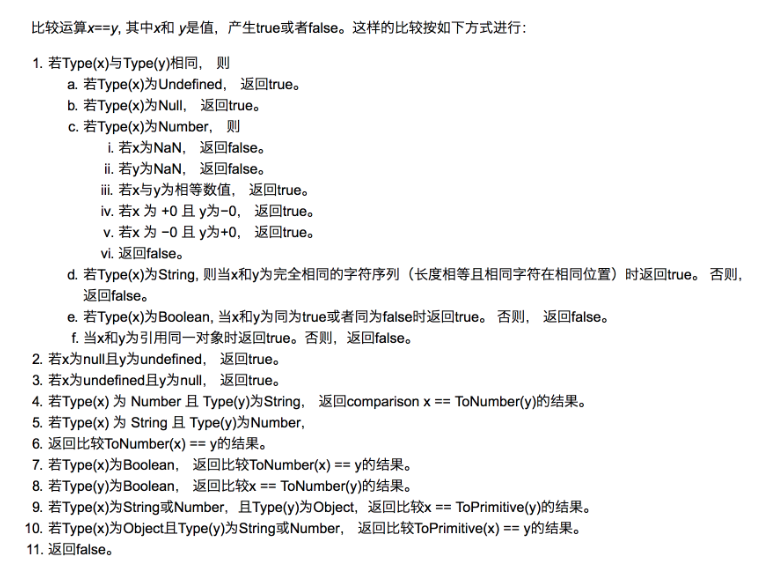 比较运算x==y, 其中x和 y是值，产生true或者false。这样的比较按如下方式进行：
1. 若Type(x)与Type(y)相同， 则
a. 若Type(x)为Undefined， 返回true。
b. 若Type(x)为Null， 返回true。
c. 若Type(x)为Number， 则
i. 若x为NaN， 返回false。
ii. 若y为NaN， 返回false。
iii. 若x与y为相等数值， 返回true。
iv. 若x 为 +0 且 y为−0， 返回true。
v. 若x 为 −0 且 y为+0， 返回true。
vi. 返回false。
d. 若Type(x)为String, 则当x和y为完全相同的字符序列（长度相等且相同字符在相同位置）时返回true。 否则，
返回false。
e. 若Type(x)为Boolean, 当x和y为同为true或者同为false时返回true。 否则， 返回false。
f. 当x和y为引用同一对象时返回true。否则，返回false。
2. 若x为null且y为undefined， 返回true。
3. 若x为undefined且y为null， 返回true。
4. 若Type(x) 为 Number 且 Type(y)为String， 返回comparison x == ToNumber(y)的结果。
5. 若Type(x) 为 String 且 Type(y)为Number，
6. 返回比较ToNumber(x) == y的结果。
7. 若Type(x)为Boolean， 返回比较ToNumber(x) == y的结果。
8. 若Type(y)为Boolean， 返回比较x == ToNumber(y)的结果。
9. 若Type(x)为String或Number，且Type(y)为Object，返回比较x == ToPrimitive(y)的结果。
10. 若Type(x)为Object且Type(y)为String或Number， 返回比较ToPrimitive(x) == y的结果。
11. 返回false。